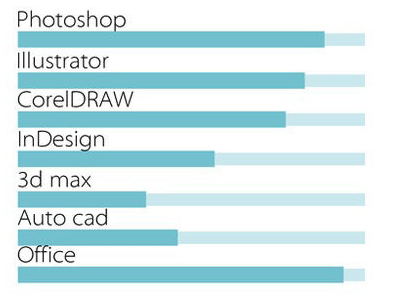 Photoshop
Illustrator
CorelDRAW
InDesign
3d max
Auto cad
Office